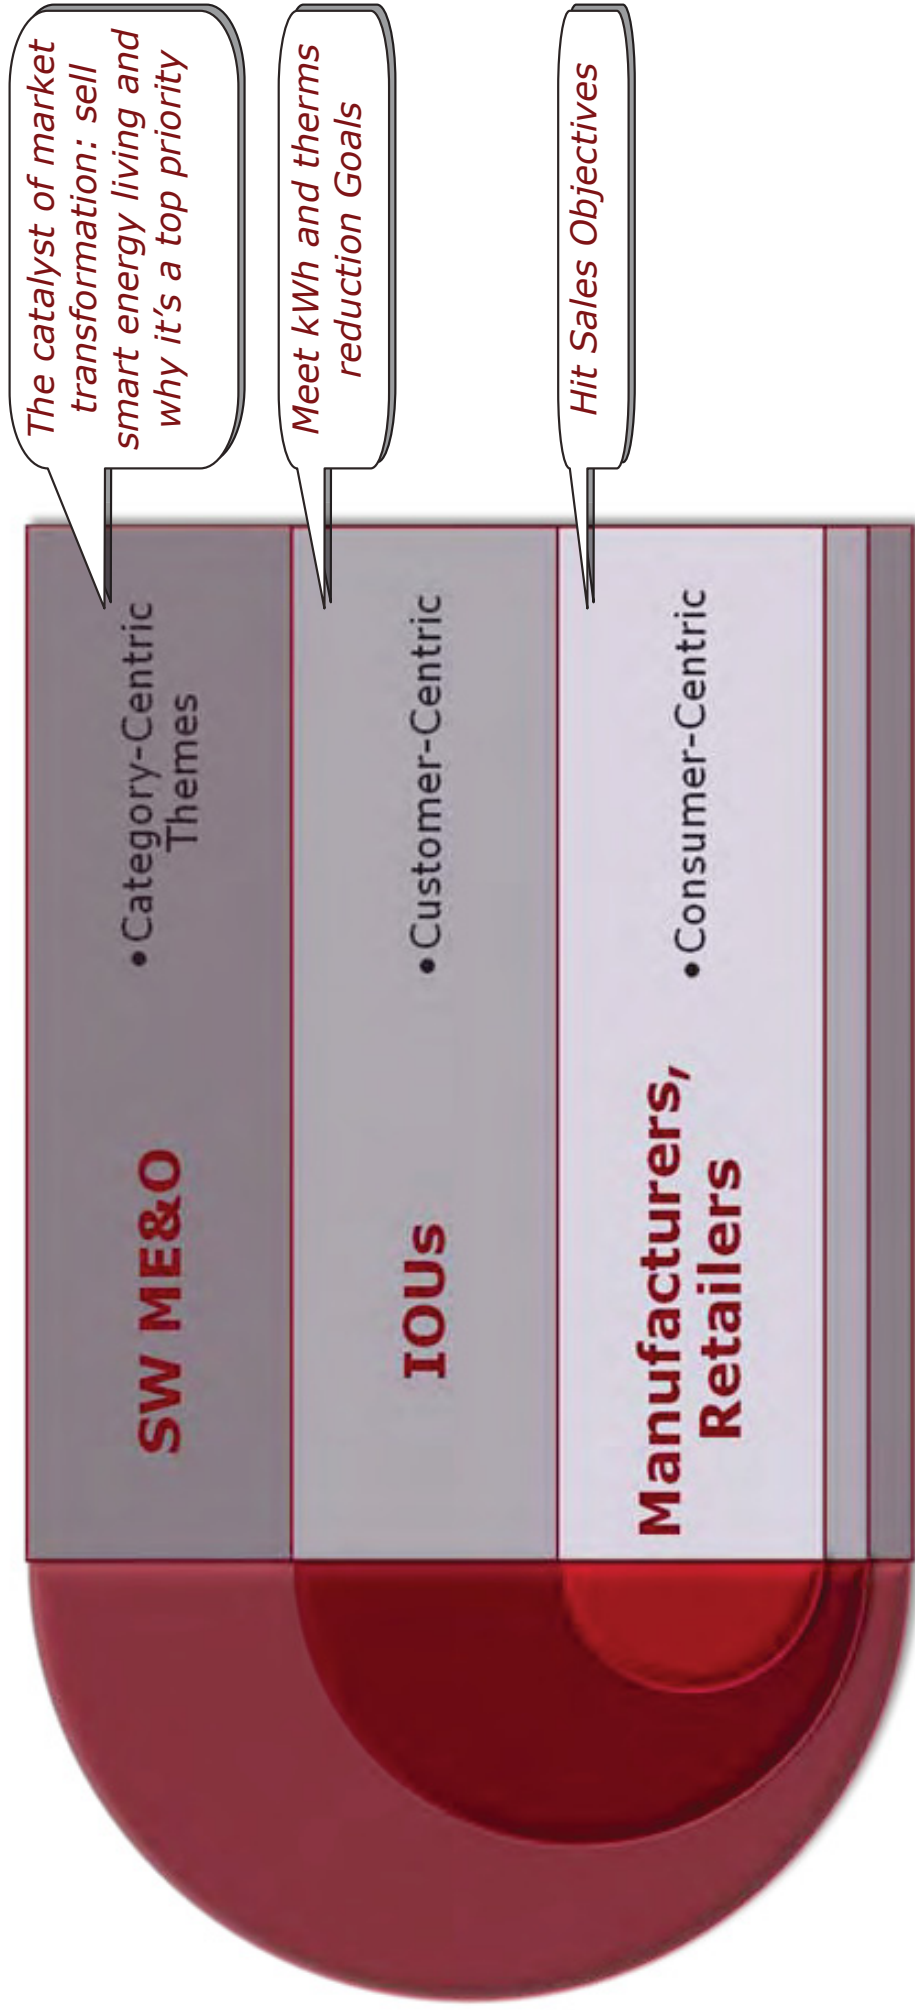 SW ME&O
•Category-Centric
Themes
The catalyst of market
transformation: sell
smart energy living and
why it's a top priority
IOUs
•Customer-Centric
Meet kWh and therms
reduction Goals
Manufacturers,
Retailers
•Consumer-Centric
Hit Sales Objectives